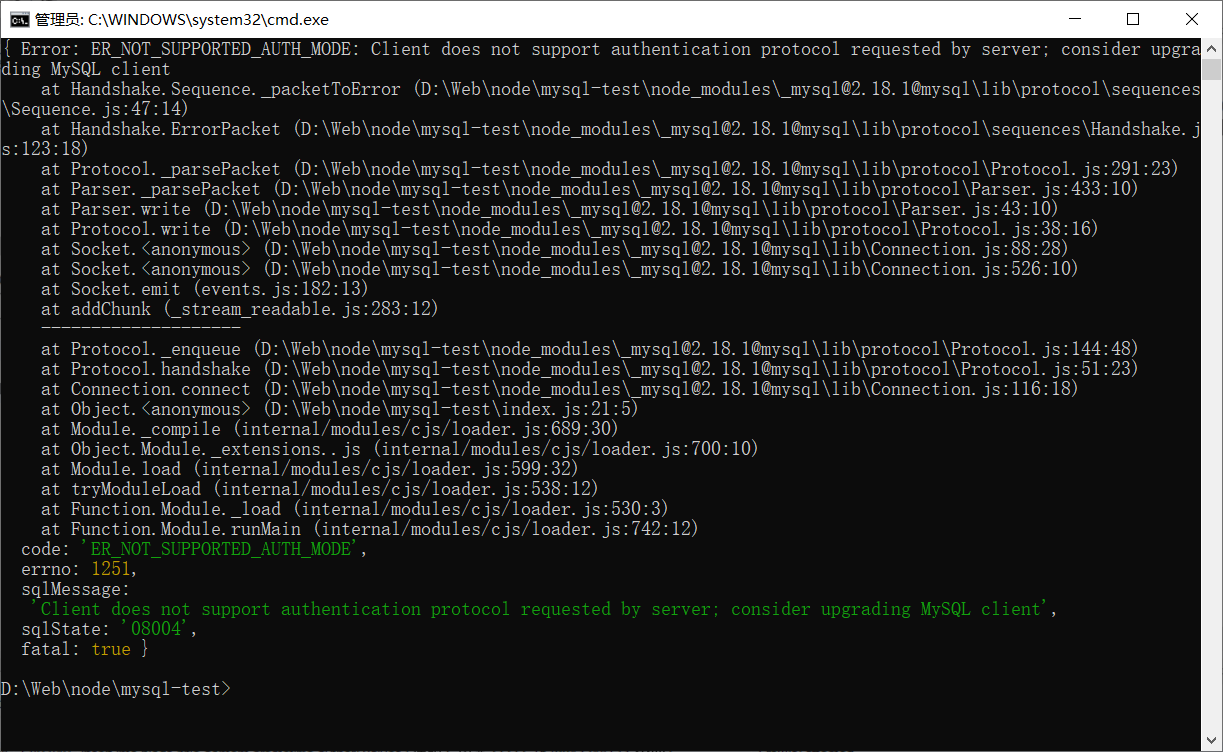 管理员: C:\WINDOWS\system32\cmd.exe
{ Error: ER_NOT_SUPPORTED_AUTH_MODE: Client does not support authentication protocol requested by server; consider upgra
ding MySQL client
    at Handshake.Sequence._packetToError (D:\Web\node\mysql-test\node_modules\_mysql@2.18.1@mysql\lib\protocol\sequences
\Sequence.js:47:14)
    at Handshake.ErrorPacket (D:\Web\node\mysql-test\node_modules\_mysql@2.18.1@mysql\lib\protocol\sequences\Handshake.j
s:123:18)
    at Protocol._parsePacket (D:\Web\node\mysql-test\node_modules\_mysql@2.18.1@mysql\lib\protocol\Protocol.js:291:23)
    at Parser._parsePacket (D:\Web\node\mysql-test\node_modules\_mysql@2.18.1@mysql\lib\protocol\Parser.js:433:10)
    at Parser.write (D:\Web\node\mysql-test\node_modules\_mysql@2.18.1@mysql\lib\protocol\Parser.js:43:10)
    at Protocol.write (D:\Web\node\mysql-test\node_modules\_mysql@2.18.1@mysql\lib\protocol\Protocol.js:38:16)
    at Socket.<anonymous> (D:\Web\node\mysql-test\node_modules\_mysql@2.18.1@mysql\lib\Connection.js:88:28)
    at Socket.<anonymous> (D:\Web\node\mysql-test\node_modules\_mysql@2.18.1@mysql\lib\Connection.js:526:10)
    at Socket.emit (events.js:182:13)
    at addChunk (_stream_readable.js:283:12)
    --------------------
    at Protocol._enqueue (D:\Web\node\mysql-test\node_modules\_mysql@2.18.1@mysql\lib\protocol\Protocol.js:144:48)
    at Protocol.handshake (D:\Web\node\mysql-test\node_modules\_mysql@2.18.1@mysql\lib\protocol\Protocol.js:51:23)
    at Connection.connect (D:\Web\node\mysql-test\node_modules\_mysql@2.18.1@mysql\lib\Connection.js:116:18)
    at Object.<anonymous> (D:\Web\node\mysql-test\index.js:21:5)
    at Module._compile (internal/modules/cjs/loader.js:689:30)
    at Object.Module._extensions..js (internal/modules/cjs/loader.js:700:10)
    at Module.load (internal/modules/cjs/loader.js:599:32)
    at tryModuleLoad (internal/modules/cjs/loader.js:538:12)
    at Function.Module._load (internal/modules/cjs/loader.js:530:3)
    at Function.Module.runMain (internal/modules/cjs/loader.js:742:12)
  code: 'ER_NOT_SUPPORTED_AUTH_MODE',
  errno: 1251,
  sqlMessage:
   'Client does not support authentication protocol requested by server; consider upgrading MySQL client',
  sqlState: '08004',
  fatal: true }
D:\Web\node\mysql-test>